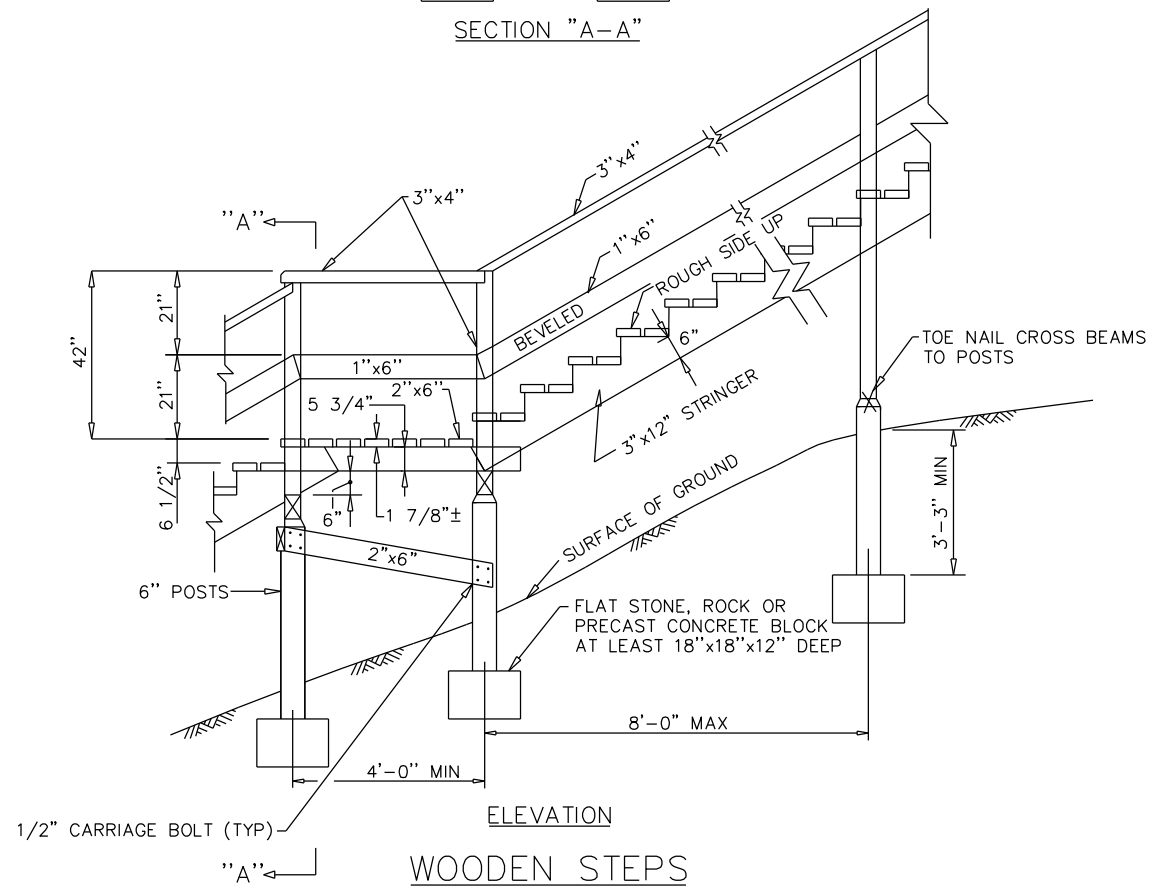 SECTION "A-A"
3"x4"
3"x4"
"A"
1"x6"
ROUGH SIDE UP
BEVELED
21"
42"
21"
1"x6"
2"x6"
5 3/4"
6"
TOE NAIL CROSS BEAMS
TO POSTS
3"x12" STRINGER
6 1/2"
6"
1 7/8"±
SURFACE OF GROUND
3'-3" MIN
2"x6"
6" POSTS
FLAT STONE, ROCK OR
PRECAST CONCRETE BLOCK
AT LEAST 18"x18"x12" DEEP
8'-0" MAX
4'-0" MIN
ELEVATION
1/2" CARRIAGE BOLT (TYP)
"A"
WOODEN STEPS